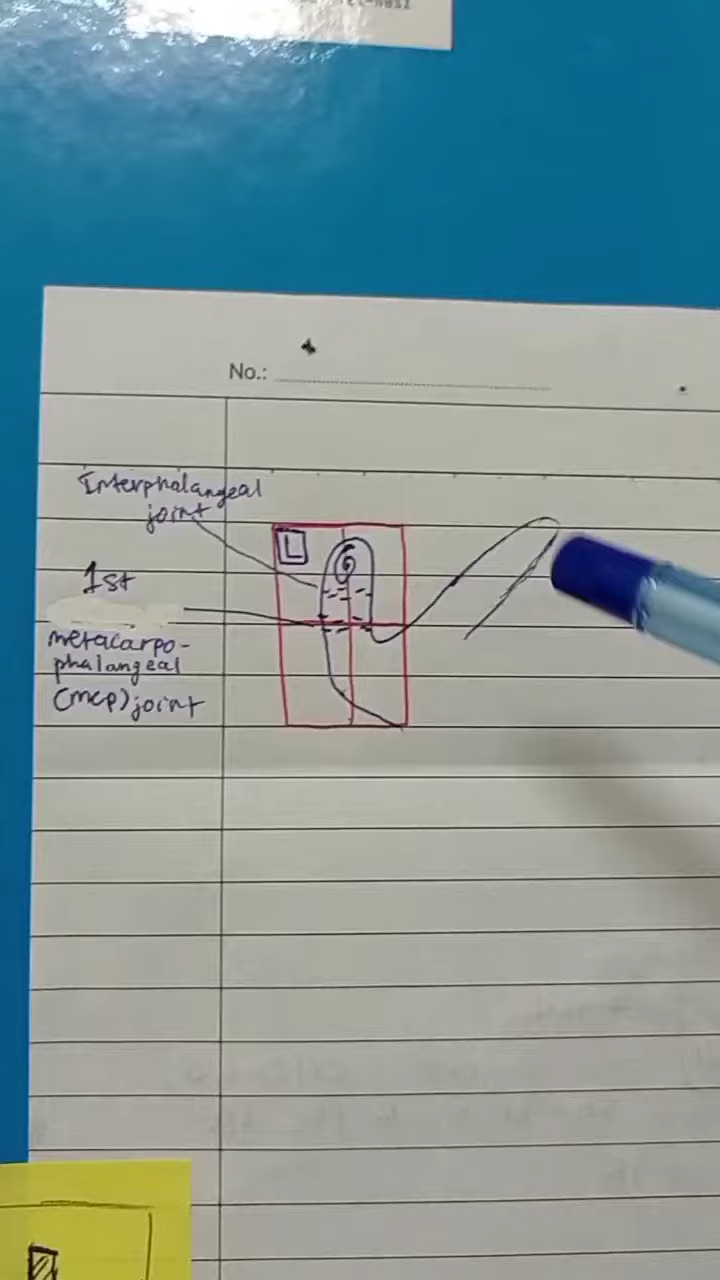 No.:
Interphalangeal
joint
L
1st
metacarpo-
phalangeal
(mcp) joint